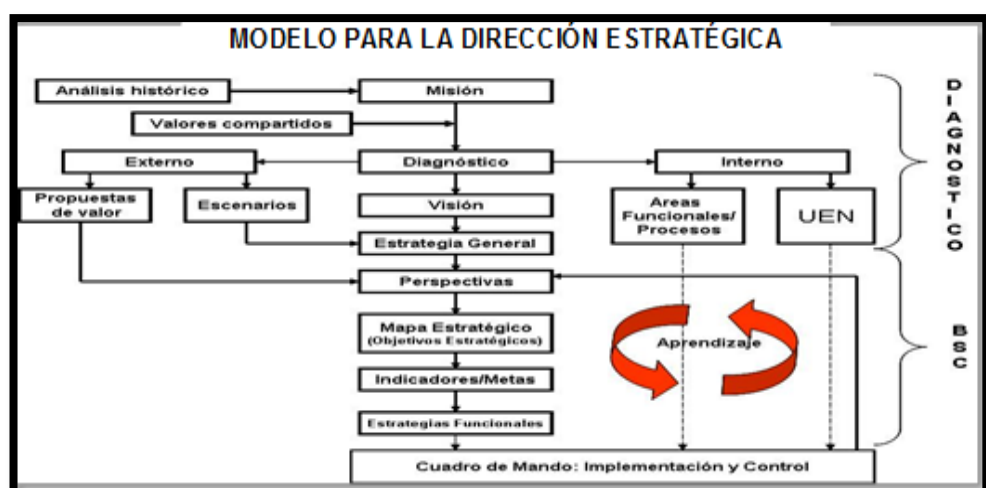 MODELO PARA LA DIRECCIÓN ESTRATÉGICA
Análisis histórico
Misión
Valores compartidos
Externo
Diagnóstico
Interno
Propuestas
de valor
Escenarios
Visión
Areas
Funcionales/
Procesos
UEN
Estrategia General
Perspectivas
Mapa Estratégico
(Objetivos Estratégicos)
Aprendizaje
Indicadores/Metas
Estrategias Funcionales
Cuadro de Mando: Implementación y Control
DIAGNOSTICO
BSC